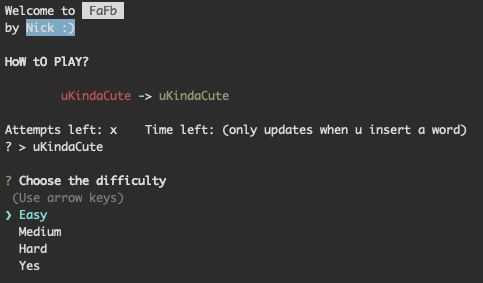 Welcome to FaFb
by Nick :)
HoW tO PlAY?
uKindaCute -> uKindaCute
Attempts left: x    Time left: (only updates when u insert a word)
? > uKindaCute
? Choose the difficulty
(Use arrow keys)
❯ Easy
Medium
Hard
Yes